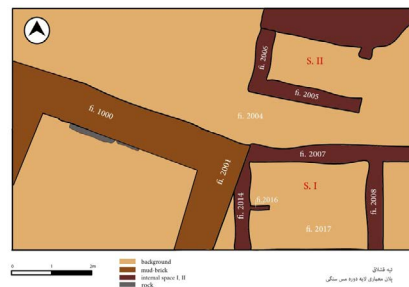 S. II
fi. 2006
fi. 2005
fi. 1000
fi. 2004
fi. 2001
fi. 2007
S. I
fi. 2014
fi. 2016
fi. 2008
fi. 2017
0 1 2m
background
mud-brick
internal space I. II
rock
تپه قشلاق
پلان معماری لایه دوره مس سنگی